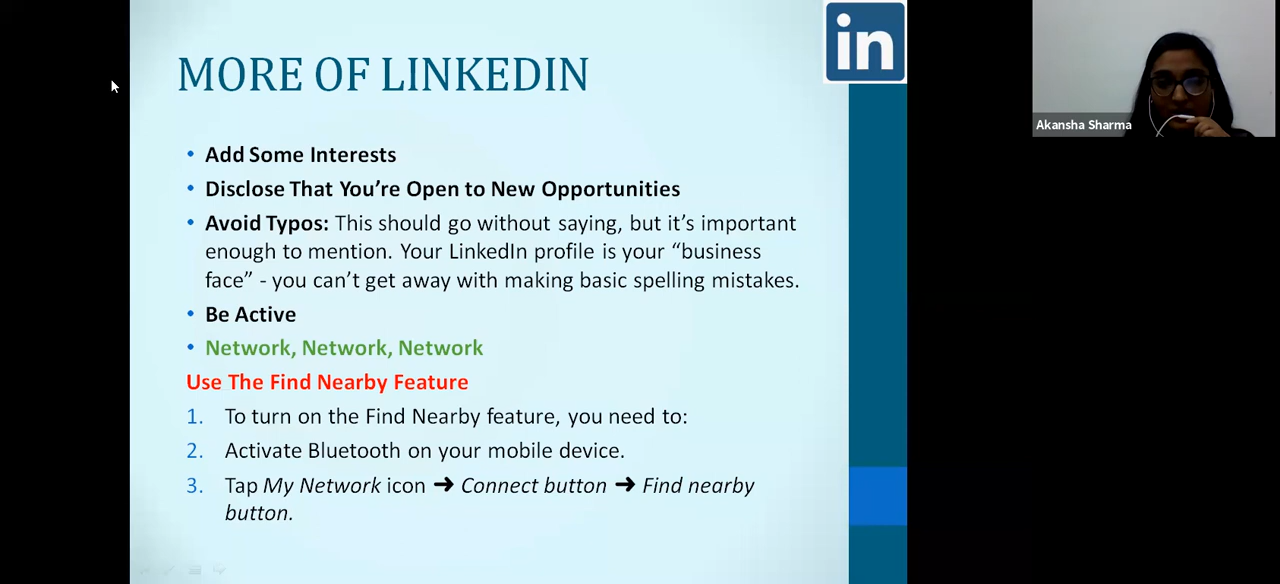 MORE OF LINKEDIN
in
• Add Some Interests
• Disclose That You’re Open to New Opportunities
• Avoid Typos: This should go without saying, but it’s important
enough to mention. Your LinkedIn profile is your “business
face” - you can’t get away with making basic spelling mistakes.
• Be Active
• Network, Network, Network
Use The Find Nearby Feature
1. To turn on the Find Nearby feature, you need to:
2. Activate Bluetooth on your mobile device.
3. Tap My Network icon ➜ Connect button ➜ Find nearby
button.
Akansha Sharma